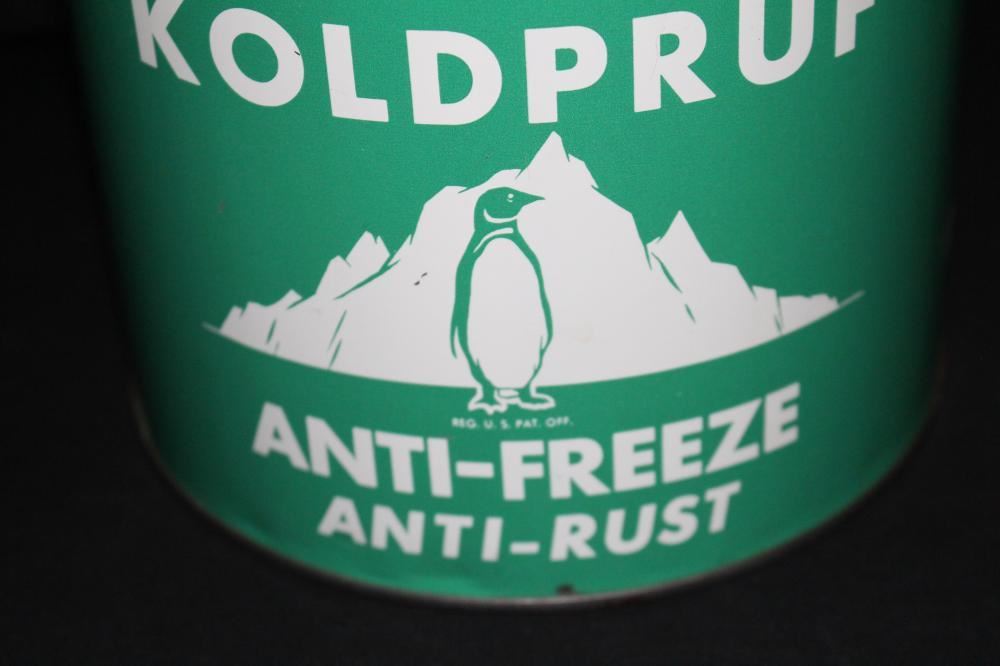 KOLDPRUF
REG. U. S. PAT. OFF.
ANTI-FREEZE
ANTI-RUST